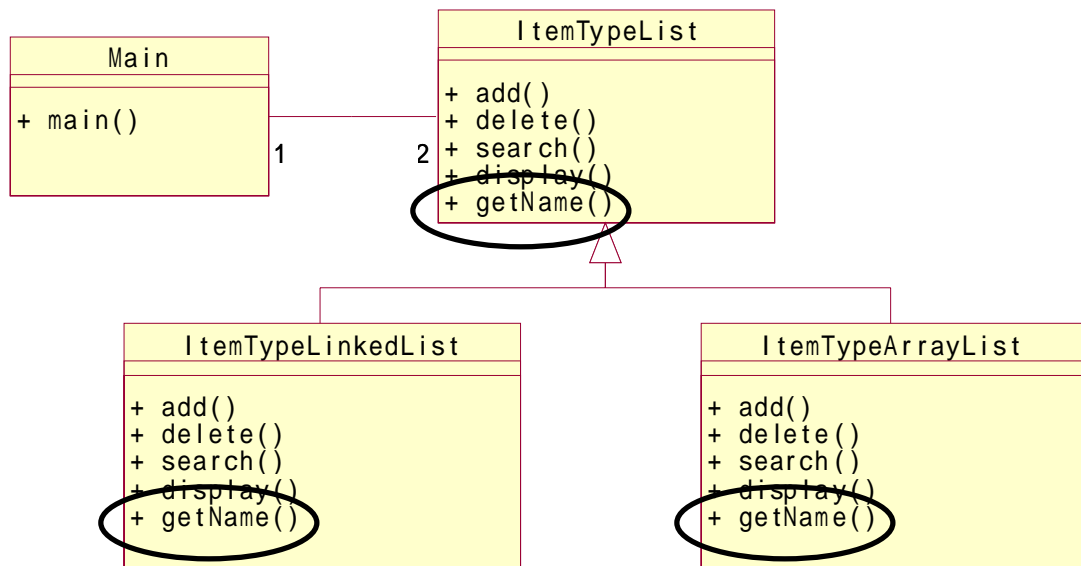 Main
+ main()
1
2
ItemTypeList
+ add()
+ delete()
+ search()
+ display()
+ getName()
ItemTypeLinkedList
+ add()
+ delete()
+ search()
+ display()
+ getName()
ItemTypeArrayList
+ add()
+ delete()
+ search()
+ display()
+ getName()